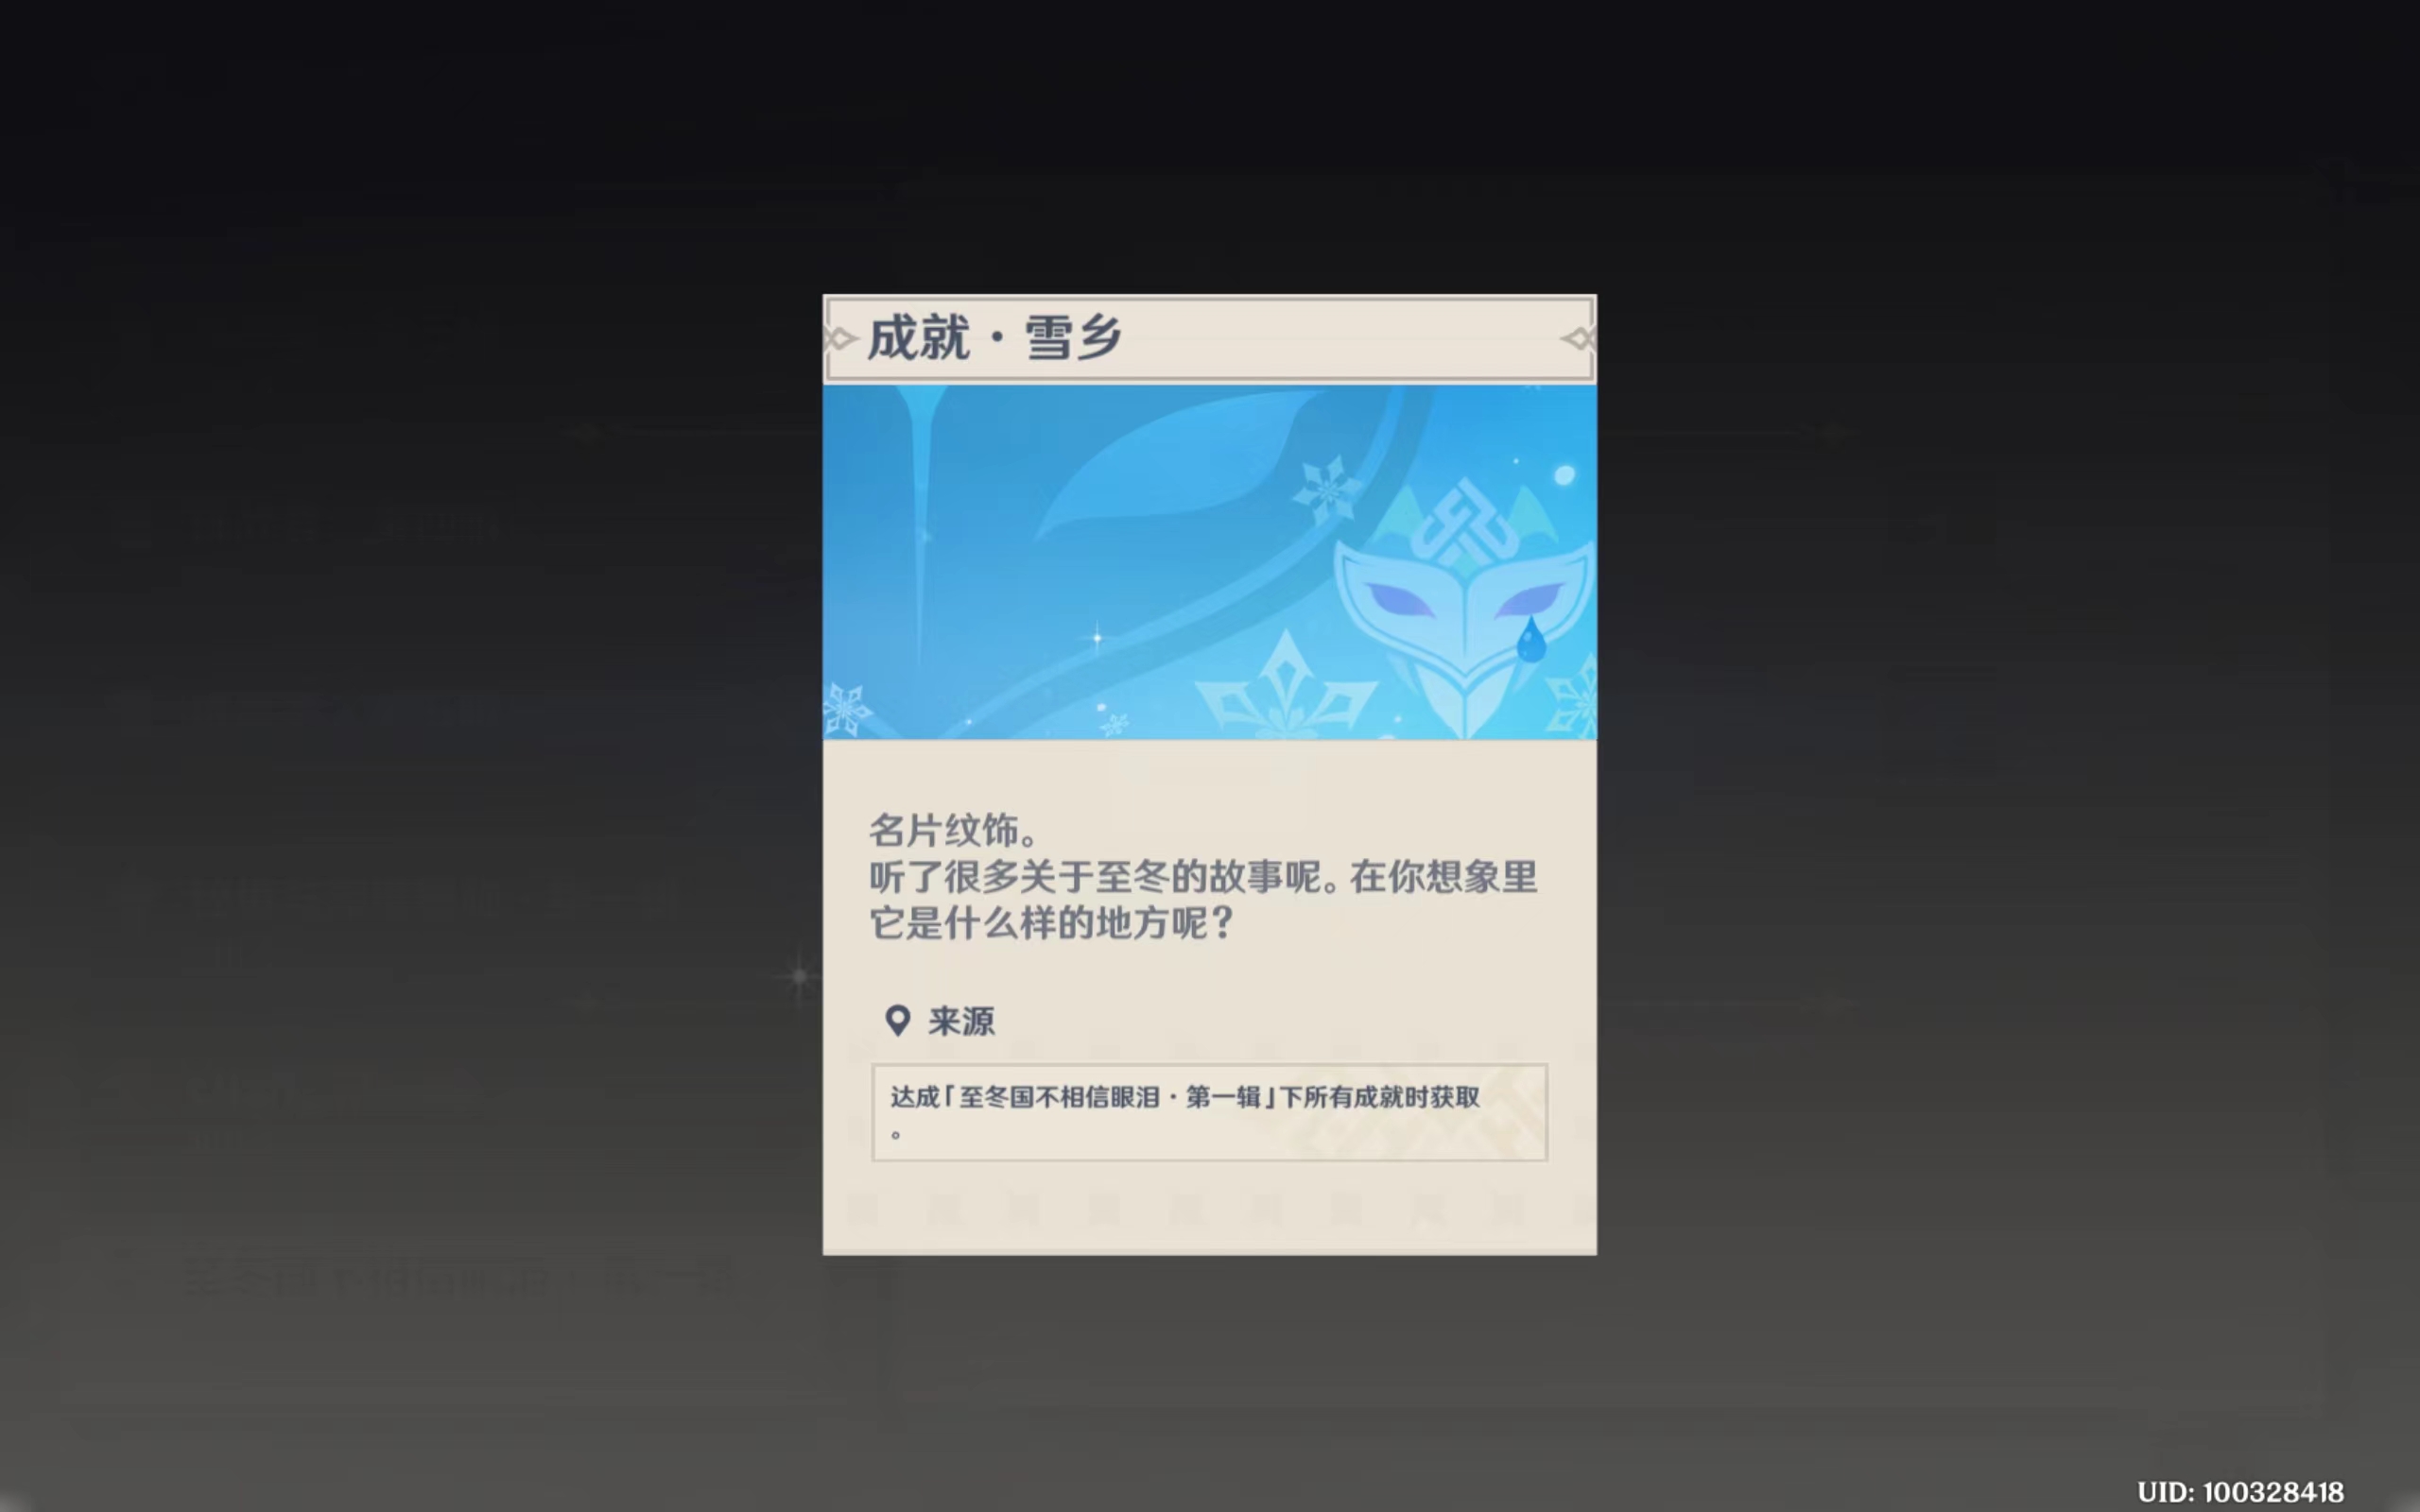 成就·雪乡
名片纹饰。
听了很多关于至冬的故事呢。在你想象里
它是什么样的地方呢？
来源
达成「至冬国不相信眼泪·第一辑」下所有成就时获取
。
UID: 100328418